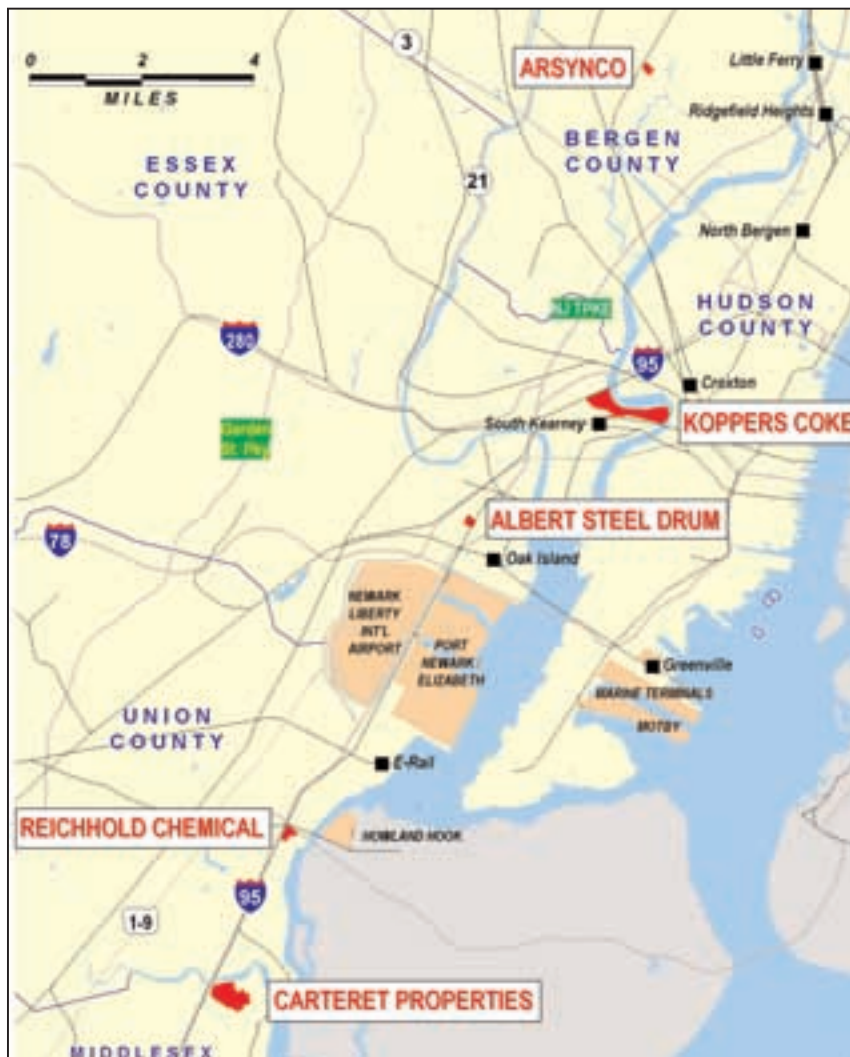 0 2 4
MILES
3
ARSYNCO
Little Ferry
Ridgefield Heights
BERGEN
COUNTY
ESSEX
COUNTY
21
North Bergen
HUDSON
COUNTY
NJ TPKE
280
95
Croxton
South Kearney
KOPPERS COKE
Garden
St. Pky
ALBERT STEEL DRUM
78
Oak Island
NEWARK
LIBERTY
INT'L
AIRPORT
PORT
NEWARK/
ELIZABETH
Greenville
MARINE TERMINALS
MOTBY
UNION
COUNTY
E-Rail
REICHHOLD CHEMICAL
HOWLAND HOOK
95
1-9
CARTERET PROPERTIES
MIDDLESEX